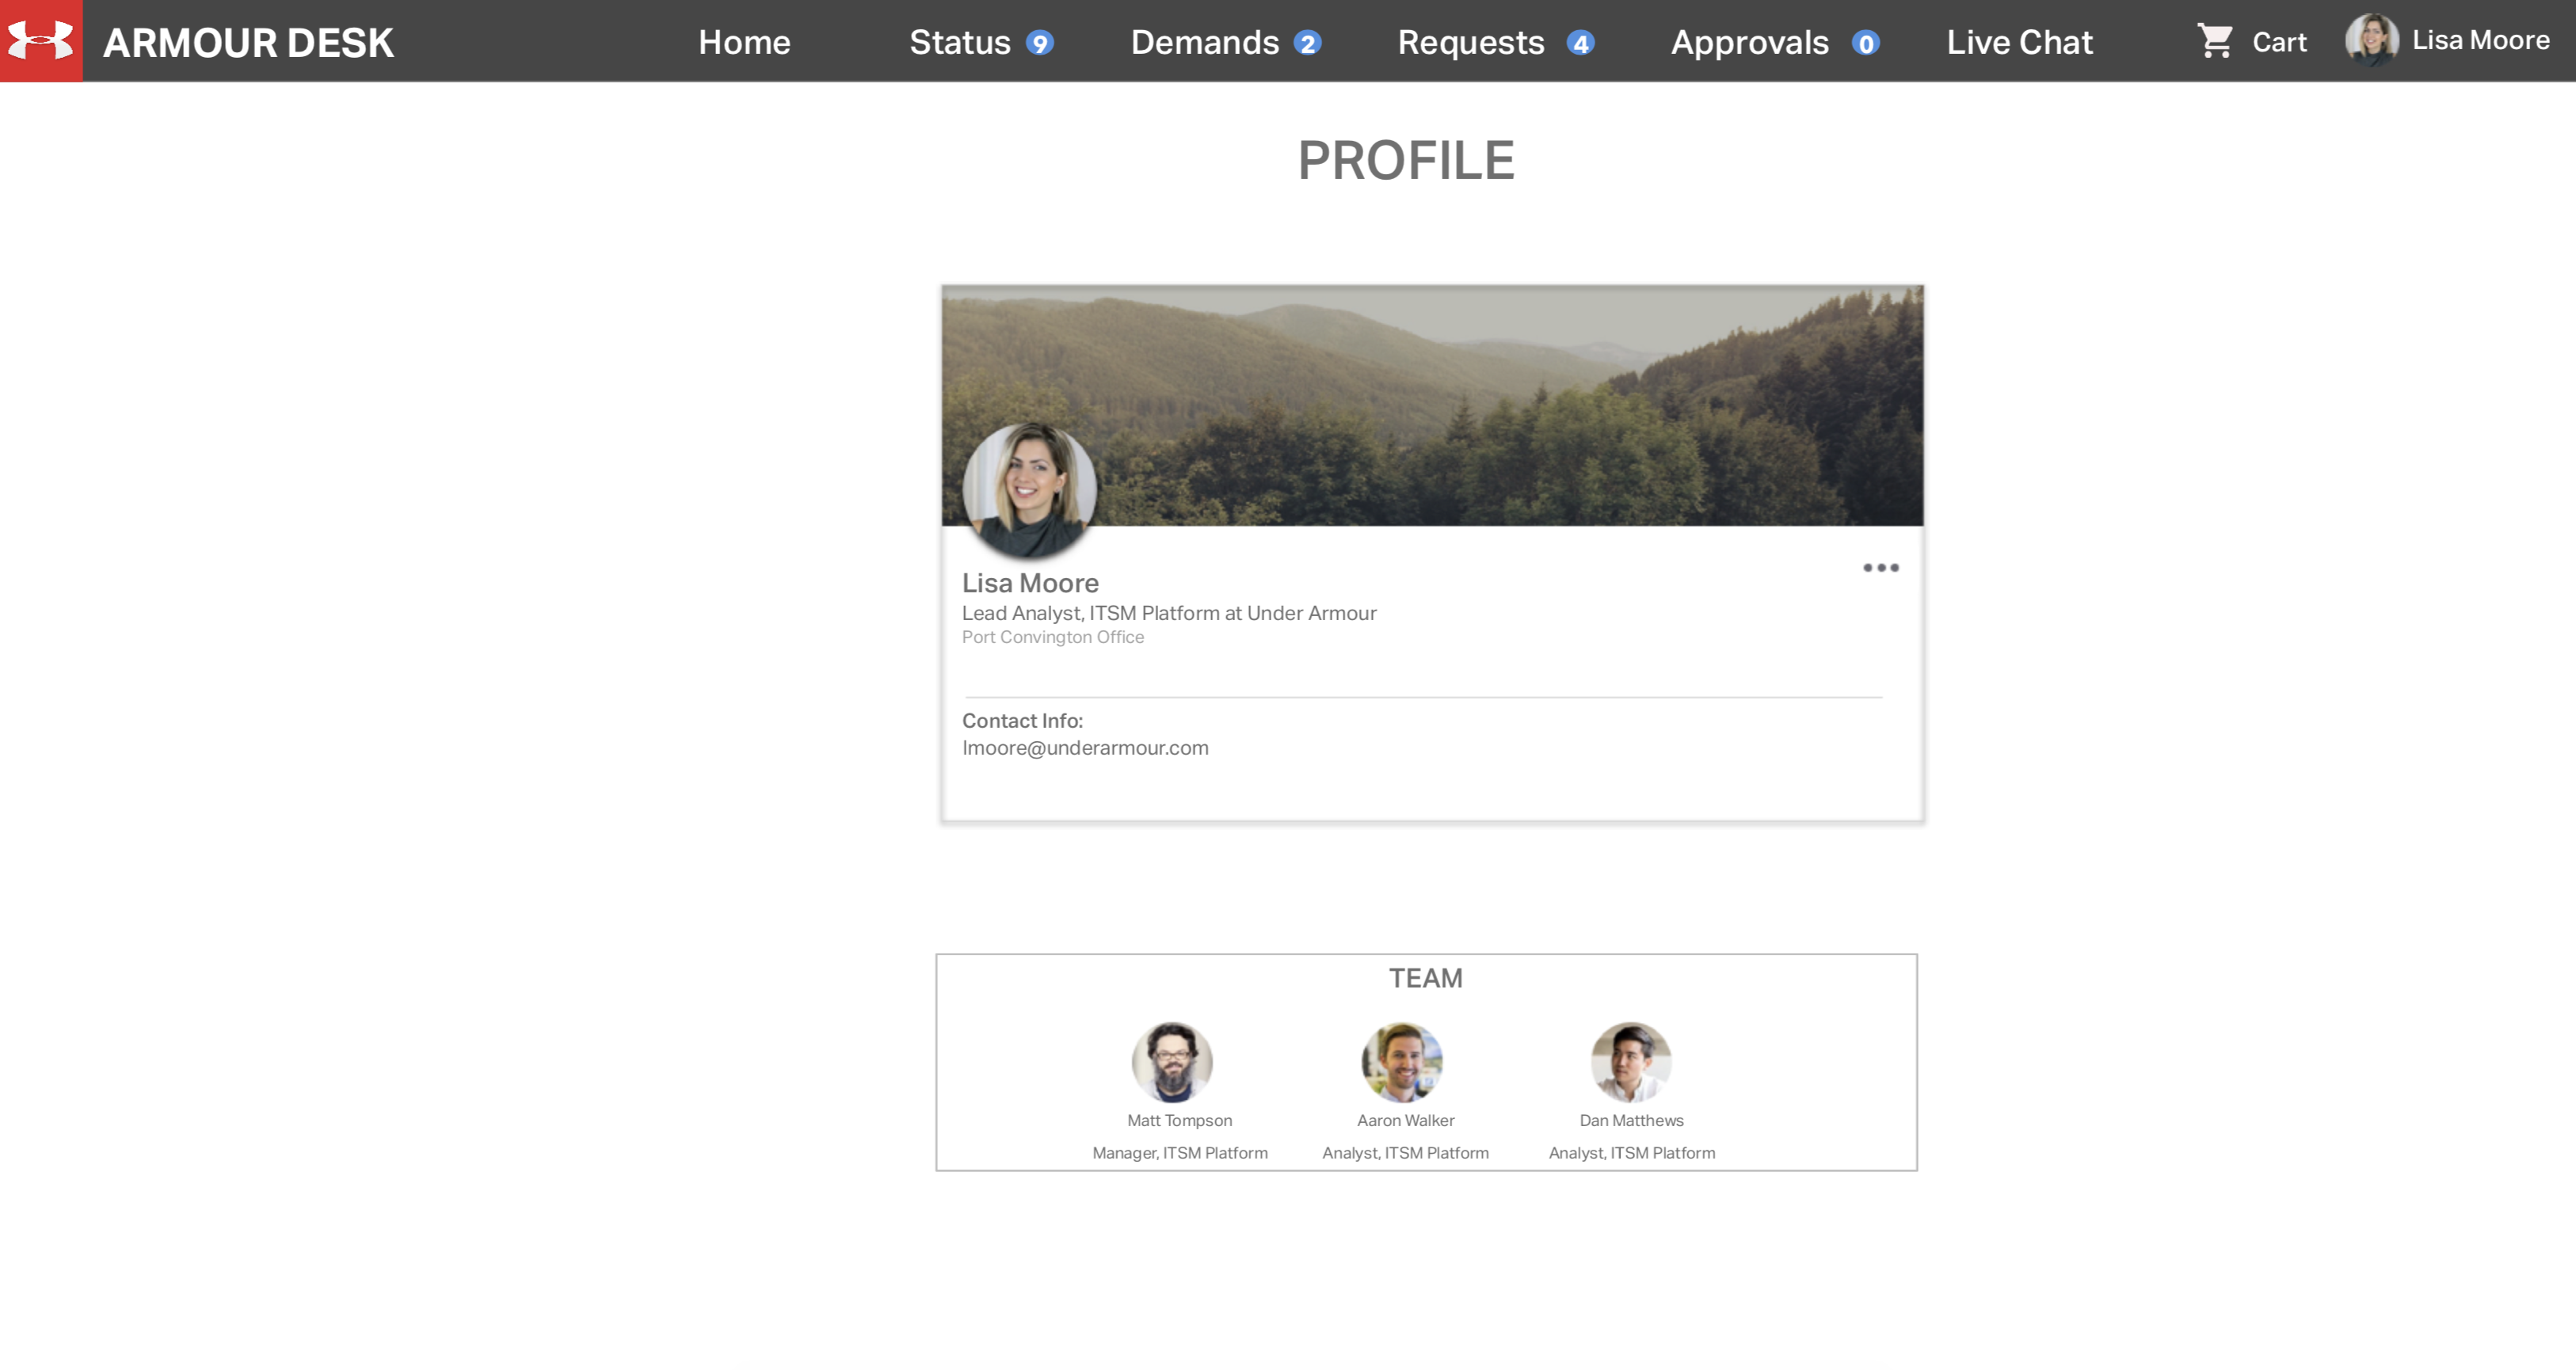 ARMOUR DESK
Home
Status 9
Demands 2
Requests 4
Approvals 0
Live Chat
Cart
Lisa Moore
PROFILE
Lisa Moore
Lead Analyst, ITSM Platform at Under Armour
Port Convington Office
Contact Info:
lmoore@underarmour.com
TEAM
Matt Tompson
Manager, ITSM Platform
Aaron Walker
Analyst, ITSM Platform
Dan Matthews
Analyst, ITSM Platform